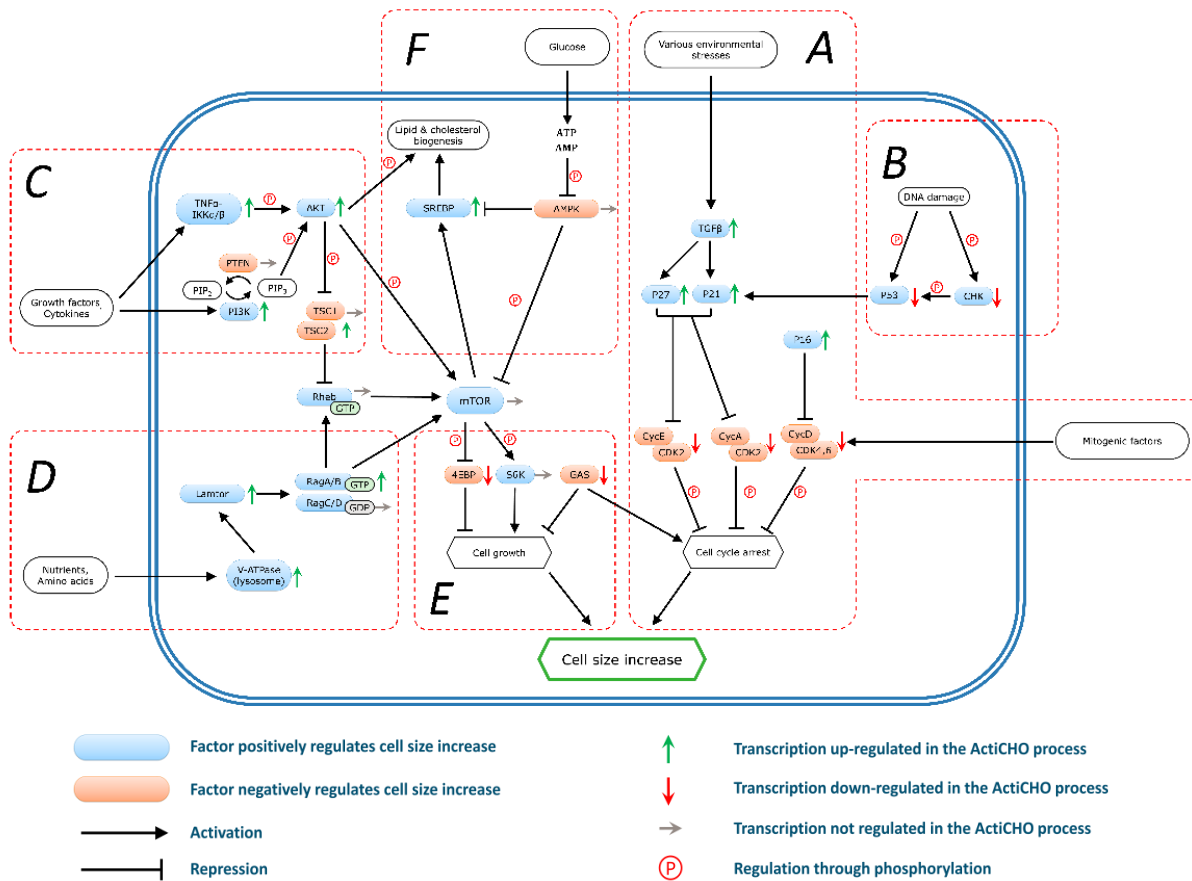 F
Glucose
Various environmental
stresses
A
ATP
AMP
Lipid & cholesterol
biogenesis
P
P
B
DNA damage
C
TNFα-
IKKα/β
P
AKT
SREBP
AMPK
TGFβ
P
P
PTEN
P
P
PIP2
PIP3
PI3K
Growth factors,
Cytokines
P
P
P27
P21
P53
P
CHK
TSC1
TSC2
P16
Rheb
GTP
mTOR
P
P
CycE
CDK2
CycA
CDK2
CycD
CDK4,6
Mitogenic factors
D
RagA/B
GTP
RagC/D
GDP
Lamtor
4EBP
S6K
GAS
P
P
P
Nutrients,
Amino acids
V-ATPase
(lysosome)
Cell growth
Cell cycle arrest
E
Cell size increase
Factor positively regulates cell size increase
Factor negatively regulates cell size increase
Activation
Repression
Transcription up-regulated in the ActiCHO process
Transcription down-regulated in the ActiCHO process
Transcription not regulated in the ActiCHO process
P
Regulation through phosphorylation